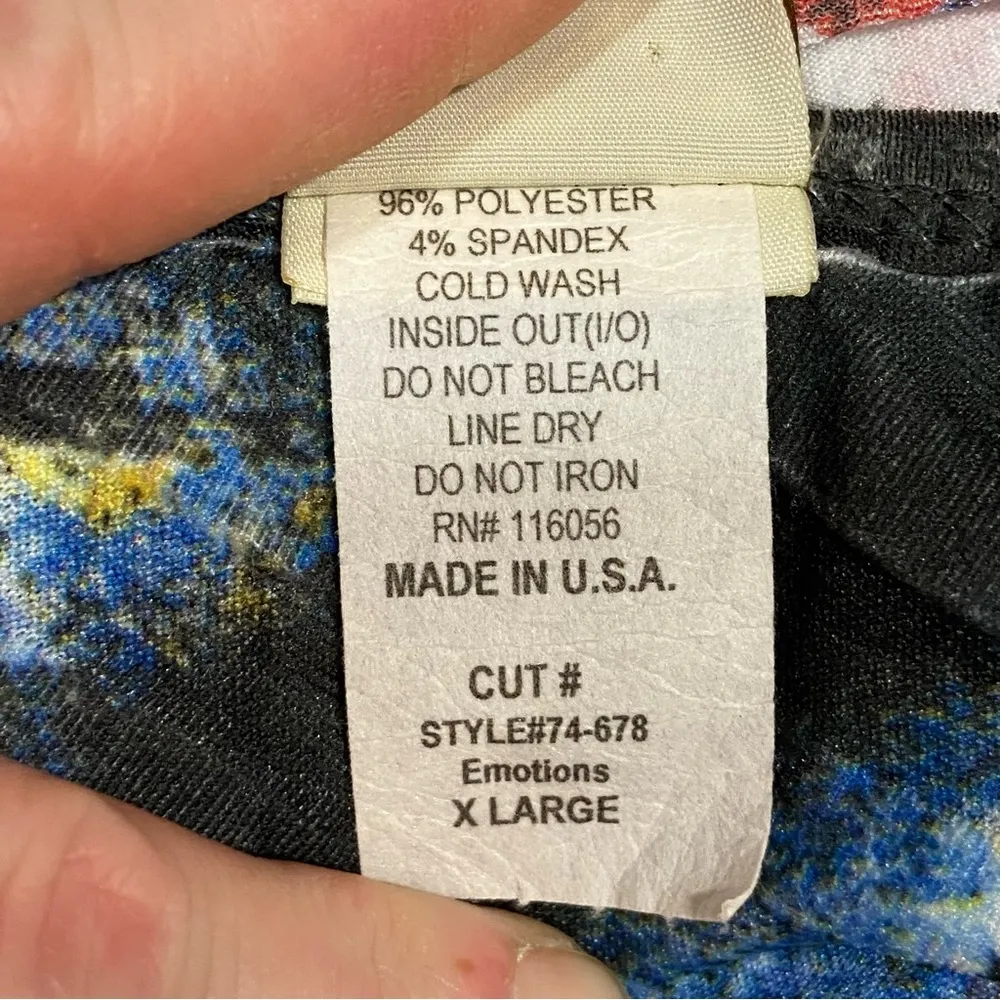 96% POLYESTER
4% SPANDEX
COLD WASH
INSIDE OUT(I/O)
DO NOT BLEACH
LINE DRY
DO NOT IRON
RN# 116056
MADE IN U.S.A.
CUT #
STYLE#74-678
Emotions
X LARGE